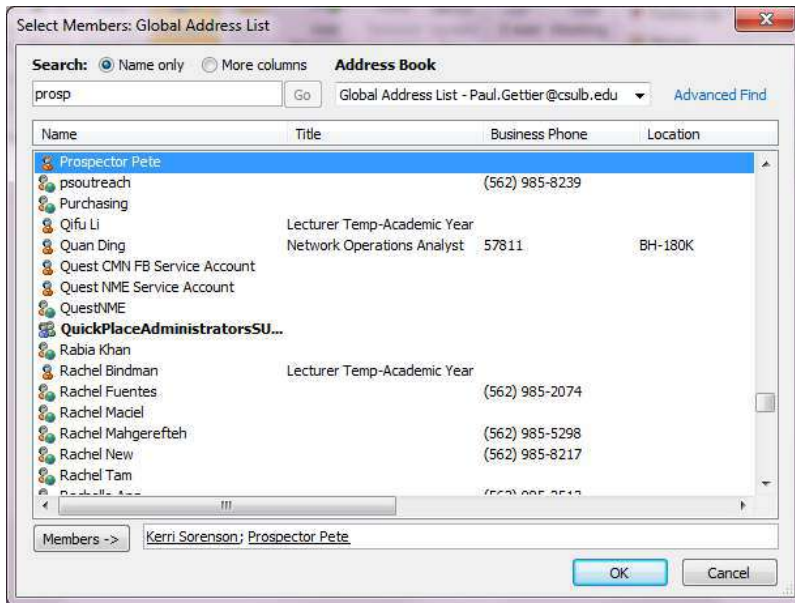 Select Members: Global Address List
Search: Name only More columns Address Book
prosp Go Global Address List - Paul.Gettier@csulb.edu Advanced Find
Name Title Business Phone Location
Prospector Pete
psoutreach (562) 985-8239
Purchasing
Qifu Li Lecturer Temp-Academic Year
Quan Ding Network Operations Analyst 57811 BH-180K
Quest CMN FB Service Account
Quest NME Service Account
QuestNME
QuickPlaceAdministratorsSU...
Rabia Khan
Rachel Bindman Lecturer Temp-Academic Year
Rachel Fuentes (562) 985-2074
Rachel Maciel
Rachel Mahgerefteh (562) 985-5298
Rachel New (562) 985-8217
Rachel Tam
Members -> Kerri Sorenson; Prospector Pete
OK Cancel